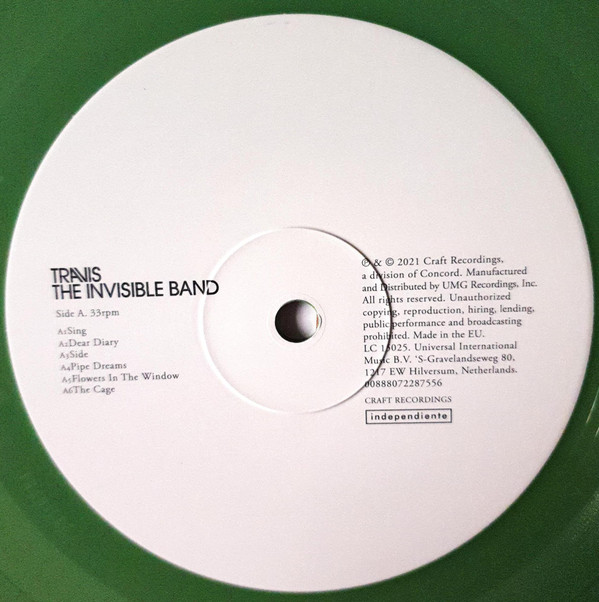 TRAVIS
THE INVISIBLE BAND
Side A. 33rpm
A1Sing
A2Dear Diary
A3Side
A4Pipe Dreams
A5Flowers In The Window
A6The Cage
℗ & © 2021 Craft Recordings,
a division of Concord. Manufactured
and Distributed by UMG Recordings, Inc.
All rights reserved. Unauthorized
copying, reproduction, hiring, lending,
public performance and broadcasting
prohibited. Made in the EU.
LC 15025. Universal International
Music B.V. 'S-Gravelandseweg 80,
1217 EW Hilversum, Netherlands.
00888072287556
CRAFT RECORDINGS
independiente